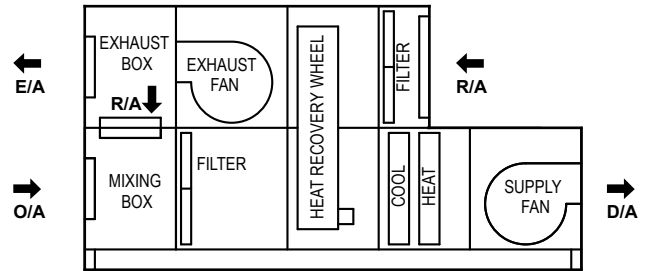 EXHAUST
BOX
EXHAUST
FAN
HEAT RECOVERY WHEEL
FILTER
E/A
R/A
R/A
MIXING
BOX
FILTER
COOL
HEAT
SUPPLY
FAN
O/A
D/A